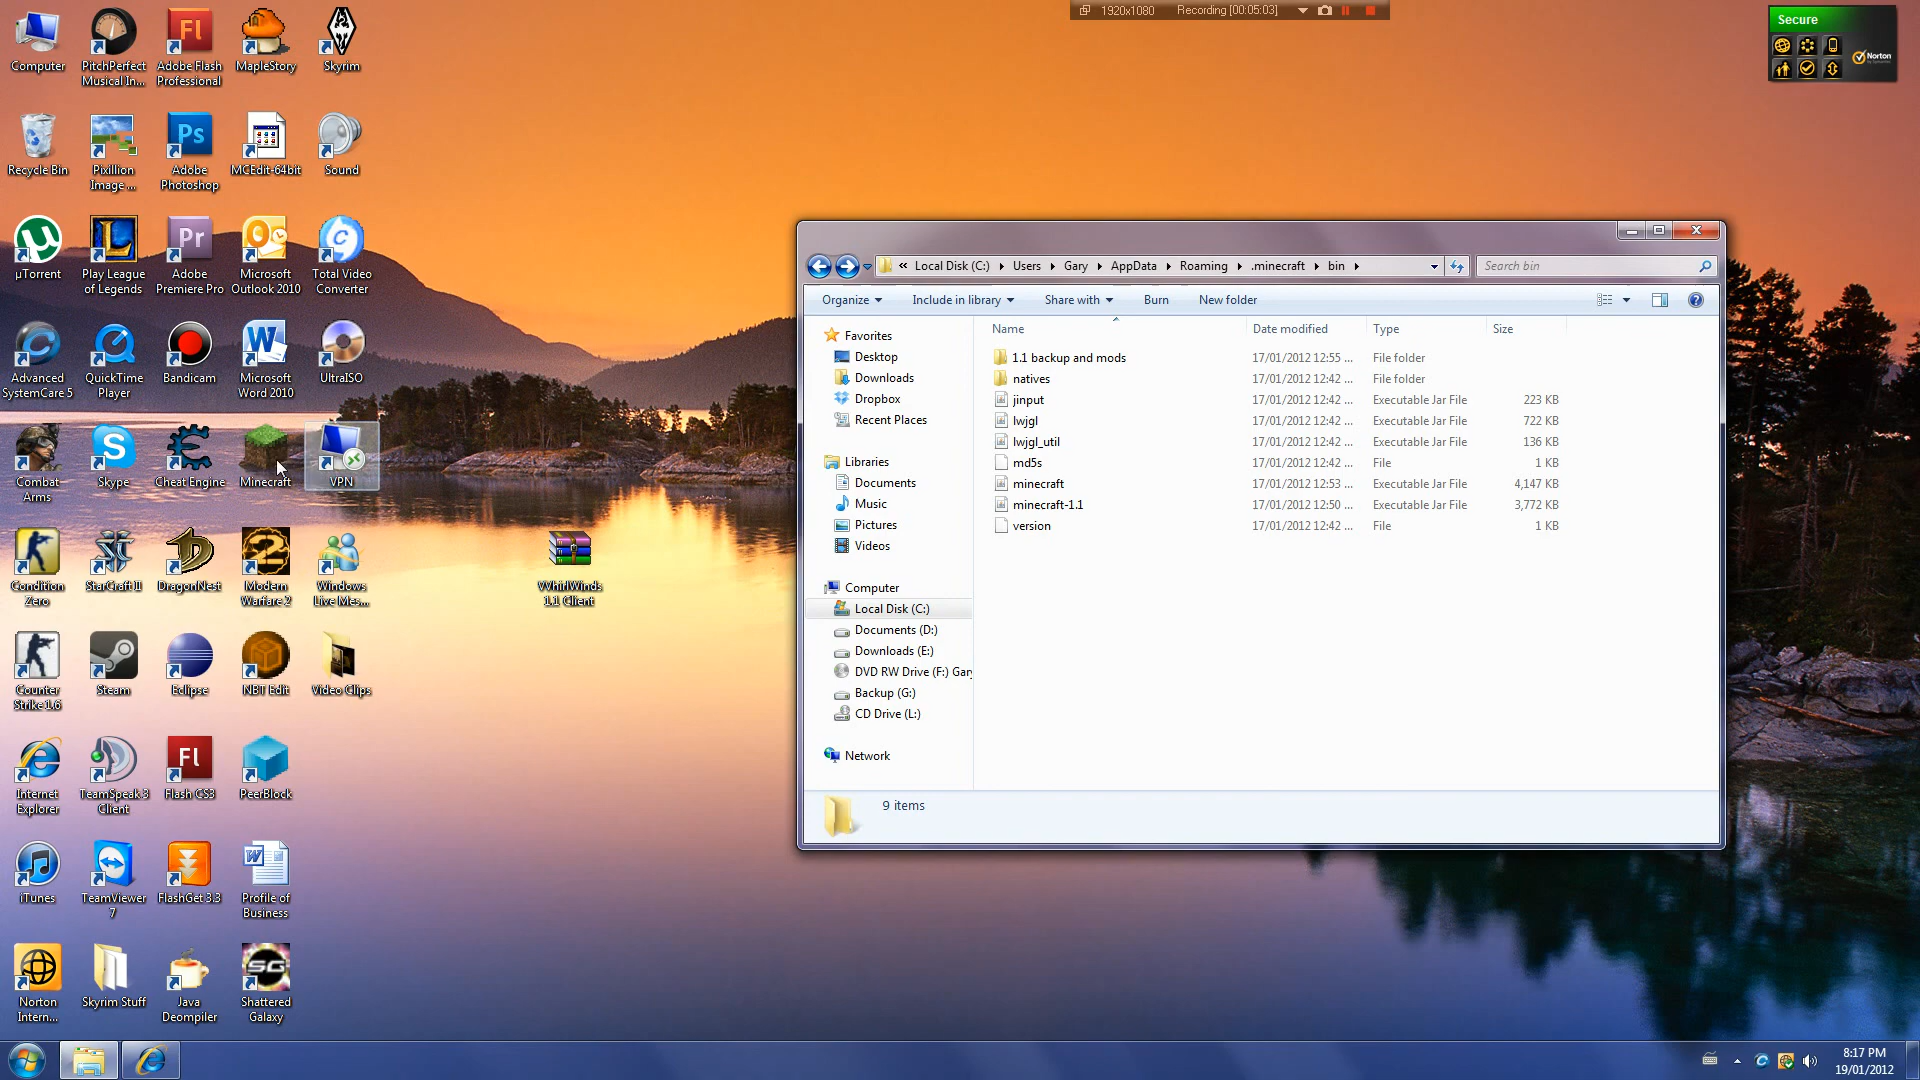 1920x1080
Recording [00:05:03]
Secure
Norton
Computer
PitchPerfect
Musical In...
Adobe Flash
Professional
MapleStory
Skyrim
Recycle Bin
Pixillion
Image ...
Adobe
Photoshop
MCEdit-64bit
Sound
µTorrent
Play League
of Legends
Adobe
Premiere Pro
Microsoft
Outlook 2010
Total Video
Converter
Advanced
SystemCare 5
QuickTime
Player
Bandicam
Microsoft
Word 2010
UltraISO
Combat
Arms
Skype
Cheat Engine
Minecraft
VPN
Condition
Zero
StarCraft II
DragonNest
Modern
Warfare 2
Windows
Live Mes...
WhirlWinds
1.1 Client
Counter
Strike 1.6
Steam
Eclipse
NBT Edit
Video Clips
Internet
Explorer
TeamSpeak 3
Client
Flash CS3
PeerBlock
iTunes
TeamViewer
7
FlashGet 3.3
Profile of
Business
Norton
Intern...
Skyrim Stuff
Java
Deompiler
Shattered
Galaxy
« Local Disk (C:) Users Gary AppData Roaming .minecraft bin
Search bin
Organize Include in library Share with Burn New folder
Favorites
Desktop
Downloads
Dropbox
Recent Places
Libraries
Documents
Music
Pictures
Videos
Computer
Local Disk (C:)
Documents (D:)
Downloads (E:)
DVD RW Drive (F:) Gar
Backup (G:)
CD Drive (L:)
Network
Name Date modified Type Size
1.1 backup and mods 17/01/2012 12:55 ... File folder
natives 17/01/2012 12:42 ... File folder
jinput 17/01/2012 12:42 ... Executable Jar File 223 KB
lwjgl 17/01/2012 12:42 ... Executable Jar File 722 KB
lwjgl_util 17/01/2012 12:42 ... Executable Jar File 136 KB
md5s 17/01/2012 12:42 ... File 1 KB
minecraft 17/01/2012 12:53 ... Executable Jar File 4,147 KB
minecraft-1.1 17/01/2012 12:50 ... Executable Jar File 3,772 KB
version 17/01/2012 12:42 ... File 1 KB
9 items
8:17 PM
19/01/2012